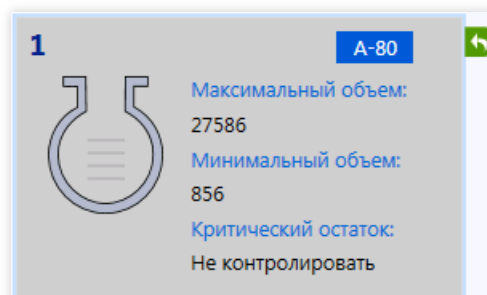 1
А-80
Максимальный объем:
27586
Минимальный объем:
856
Критический остаток:
Не контролировать